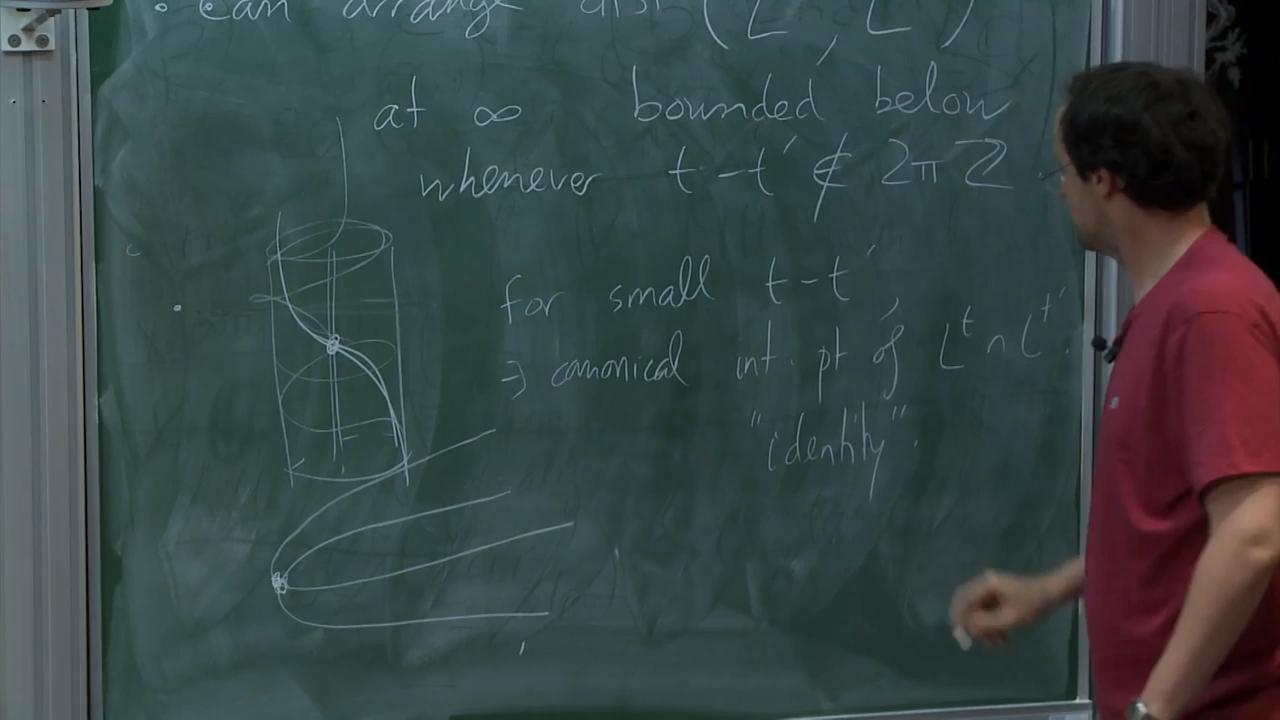 • Can arrange dist (L^t, L^t')
at ∞ bounded below
whenever t - t' ∉ 2πℤ.
for small t - t',
∃ canonical int. pt of L^t ∩ L^t'.
"identity".